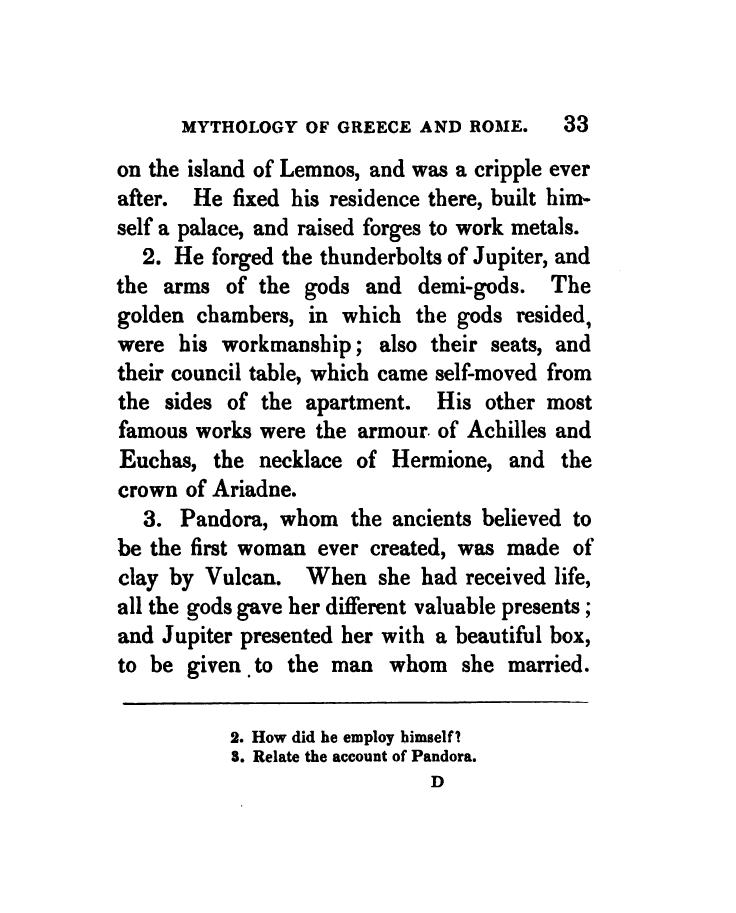 MYTHOLOGY OF GREECE AND ROME. 33
on the island of Lemnos, and was a cripple ever
after. He fixed his residence there, built him-
self a palace, and raised forges to work metals.
2. He forged the thunderbolts of Jupiter, and
the arms of the gods and demi-gods. The
golden chambers, in which the gods resided,
were his workmanship; also their seats, and
their council table, which came self-moved from
the sides of the apartment. His other most
famous works were the armour of Achilles and
Euchas, the necklace of Hermione, and the
crown of Ariadne.
3. Pandora, whom the ancients believed to
be the first woman ever created, was made of
clay by Vulcan. When she had received life,
all the gods gave her different valuable presents;
and Jupiter presented her with a beautiful box,
to be given to the man whom she married.
2. How did he employ himself?
3. Relate the account of Pandora.
D